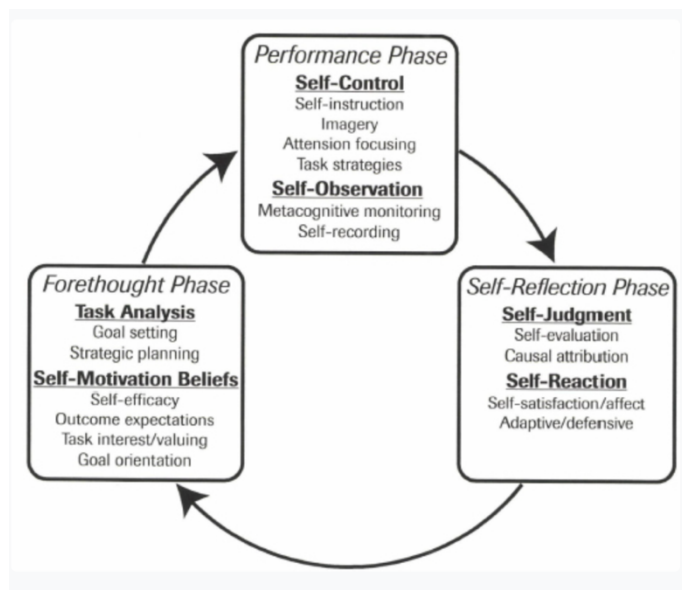 Performance Phase
Self-Control
Self-instruction
Imagery
Attension focusing
Task strategies
Self-Observation
Metacognitive monitoring
Self-recording
Forethought Phase
Task Analysis
Goal setting
Strategic planning
Self-Motivation Beliefs
Self-efficacy
Outcome expectations
Task interest/valuing
Goal orientation
Self-Reflection Phase
Self-Judgment
Self-evaluation
Causal attribution
Self-Reaction
Self-satisfaction/affect
Adaptive/defensive